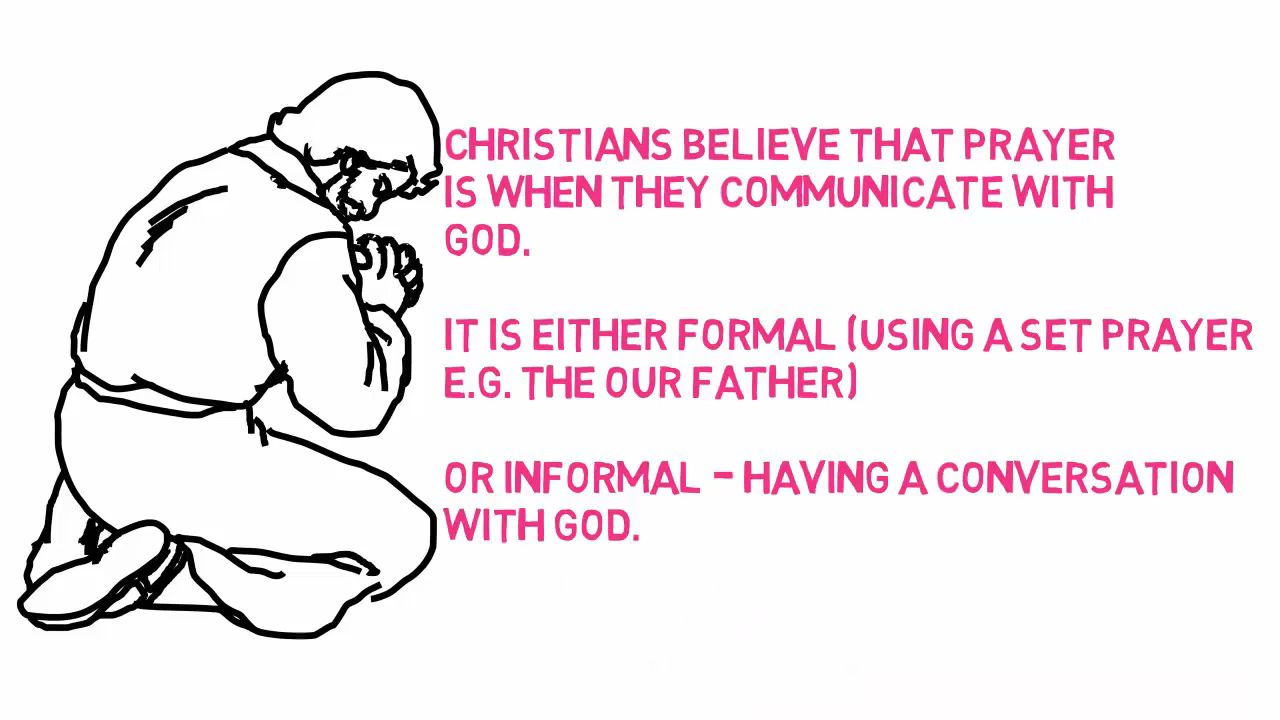 CHRISTIANS BELIEVE THAT PRAYER
IS WHEN THEY COMMUNICATE WITH
GOD.
IT IS EITHER FORMAL (USING A SET PRAYER
E.G. THE OUR FATHER)
OR INFORMAL - HAVING A CONVERSATION
WITH GOD.